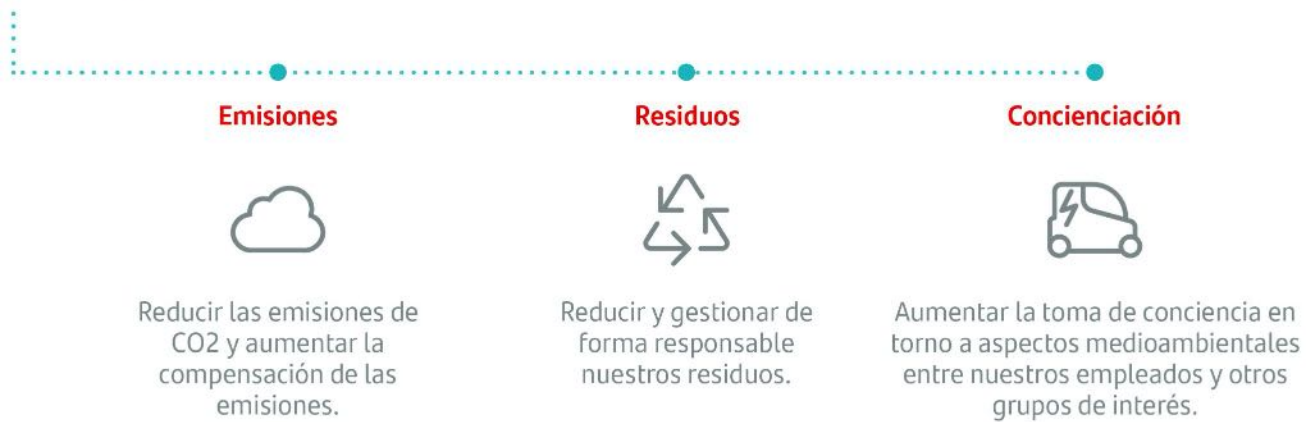 Emisiones
Reducir las emisiones de
CO2 y aumentar la
compensación de las
emisiones.
Residuos
Reducir y gestionar de
forma responsable
nuestros residuos.
Concienciación
Aumentar la toma de conciencia en
torno a aspectos medioambientales
entre nuestros empleados y otros
grupos de interés.